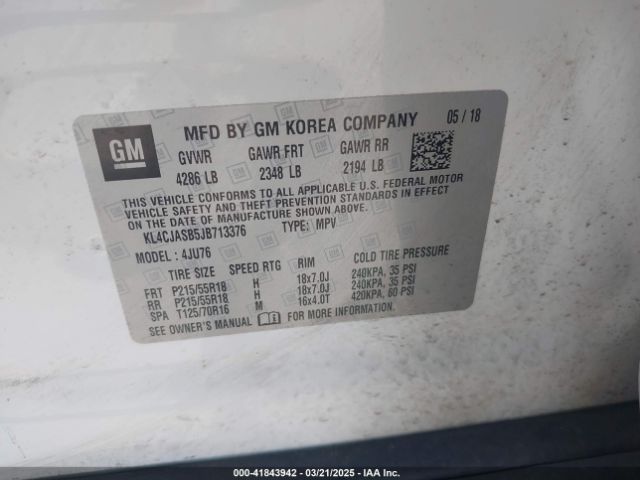 GM
MFD BY GM KOREA COMPANY 05 / 18
GVWR GAWR FRT GAWR RR
4286 LB 2348 LB 2194 LB
THIS VEHICLE CONFORMS TO ALL APPLICABLE U.S. FEDERAL MOTOR
VEHICLE SAFETY AND THEFT PREVENTION STANDARDS IN EFFECT
ON THE DATE OF MANUFACTURE SHOWN ABOVE.
KL4CJASB5JB713376 TYPE: MPV
MODEL : 4JU76
TIRE SIZE SPEED RTG RIM COLD TIRE PRESSURE
FRT P215/55R18 H 18x7.0J 240KPA, 35 PSI
RR P215/55R18 H 18x7.0J 240KPA, 35 PSI
SPA T125/70R16 M 16x4.0T 420KPA, 60 PSI
SEE OWNER'S MANUAL FOR MORE INFORMATION.
000-41843942 - 03/21/2025 - IAA Inc.